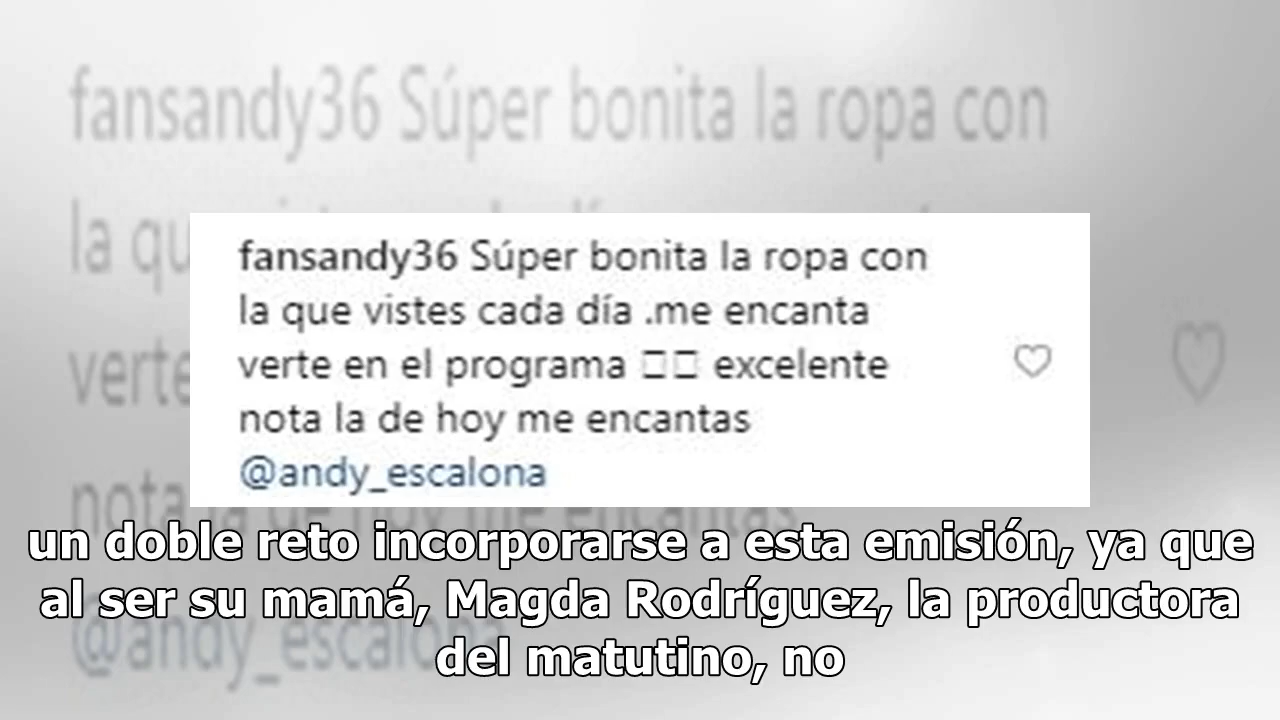 fansandy36 Súper bonita la ropa con
la que vistes cada día .me encanta
verte en el programa □□ excelente
nota la de hoy me encantas
@andy_escalona
un doble reto incorporarse a esta emisión, ya que
al ser su mamá, Magda Rodríguez, la productora
del matutino, no